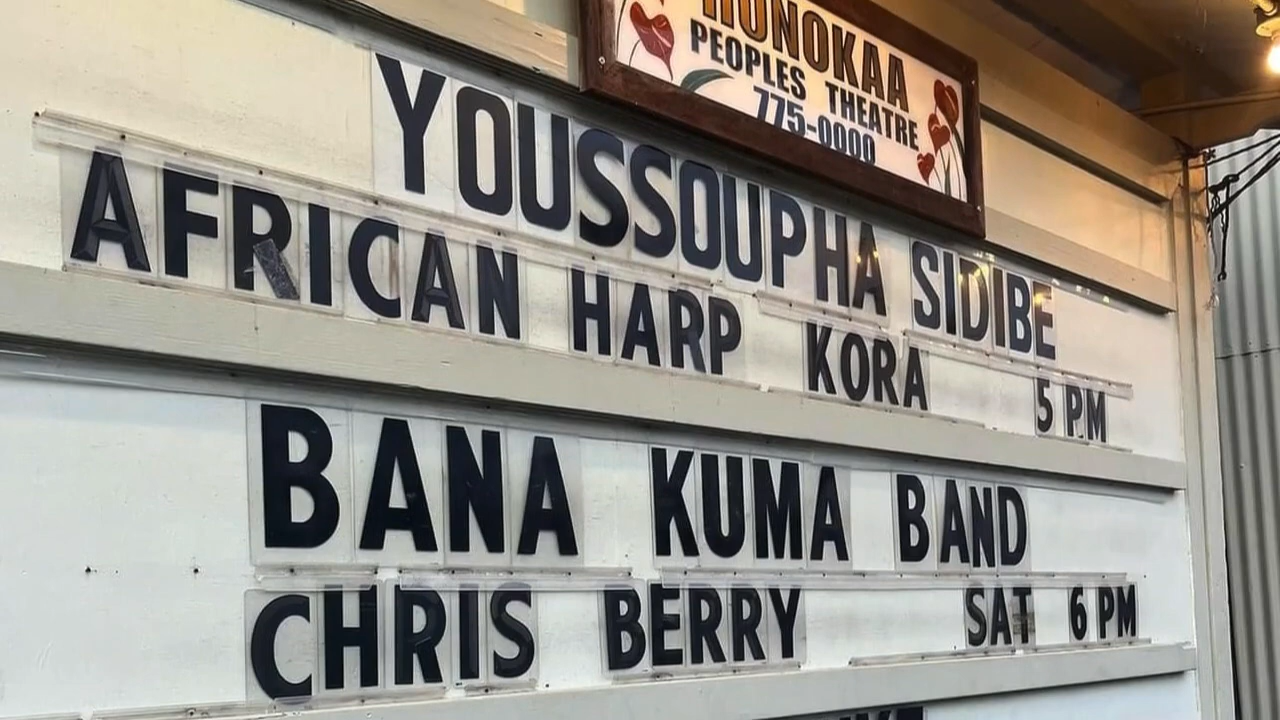 HONOKAA
PEOPLES THEATRE
775-0000
YOUSSOUPHA SIDIBE
AFRICAN HARP KORA 5 PM
BANA KUMA BAND
CHRIS BERRY SAT 6 PM